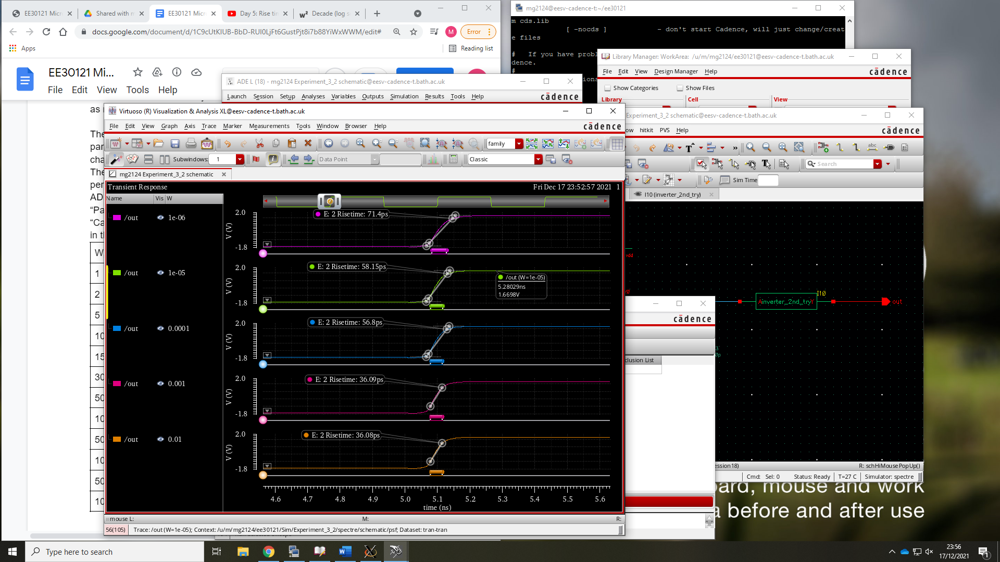 EE30121 Micr
Shared with m
EE30121 Micr
Day 5: Rise tin
Decade (log s
docs.google.com/document/d/1C9cUtKIUB-BbD-RUI0LjFt6GustPjt8i7b88YiWxWWM/edit#
M
Error
Apps
Reading list
EE30121 Mi...
File Edit View Tools Help
mg2124@eesv-cadence-t:~/ee30121
m cds.lib
[ -nocds ] - don't start Cadence, will just change/creat
e files
# If you have probl
dence.
#
ions
Library Manager: WorkArea: /u/m/mg2124/ee30121@eesv-cadence-t.bath.ac.uk
File Edit View Design Manager Help
cādence
Show Categories
Show Files
Library
Cell
View
ADE L (18) - mg2124 Experiment_3_2 schematic@eesv-cadence-t.bath.ac.uk
Launch Session Setup Analyses Variables Outputs Simulation Results Tools Help
cādence
as
The
par
cha
The
per
AD
“Pa
“Ca
in th
W
1
2
5
10
15
30
50
10
50
10
50
10
Virtuoso (R) Visualization & Analysis XL@eesv-cadence-t.bath.ac.uk
File Edit View Graph Axis Trace Marker Measurements Tools Window Browser Help
cādence
family
Subwindows: 1
Data Point
Classic
mg2124 Experiment_3_2 schematic
Transient Response
Fri Dec 17 23:52:57 2021 1
Name Vis W
/out 1e-06
/out 1e-05
/out 0.0001
/out 0.001
/out 0.01
2.0
V (V)
-1.8
E: 2 Risetime: 71.4ps
2.0
V (V)
-1.8
E: 2 Risetime: 58.15ps
/out (W=1e-05)
5.28029ns
1.6698V
2.0
V (V)
-1.8
E: 2 Risetime: 56.8ps
2.0
V (V)
-1.8
E: 2 Risetime: 36.09ps
2.0
V (V)
-1.8
E: 2 Risetime: 36.08ps
4.6 4.7 4.8 4.9 5.0 5.1 5.2 5.3 5.4 5.5 5.6
time (ns)
mouse L: M: R:
56(105)
Trace: /out (W=1e-05); Context: /u/m/mg2124/ee30121/Sim/Experiment_3_2/spectre/schematic/psf; Dataset: tran-tran
Experiment_3_2 schematic@eesv-cadence-t.bath.ac.uk
ow hitkit PVS Help
cādence
Search
Sim Time
I10 (inverter_2nd_try)
vdd
I10
Ainverter_2nd_tryY
out
cādence
clusion List
ession18)
R: schHiMousePopUp()
Cmd: Sel: 0 Status: Ready T=27 C Simulator: spectre
oard, mouse and work
a before and after use
Type here to search
23:56
17/12/2021
1